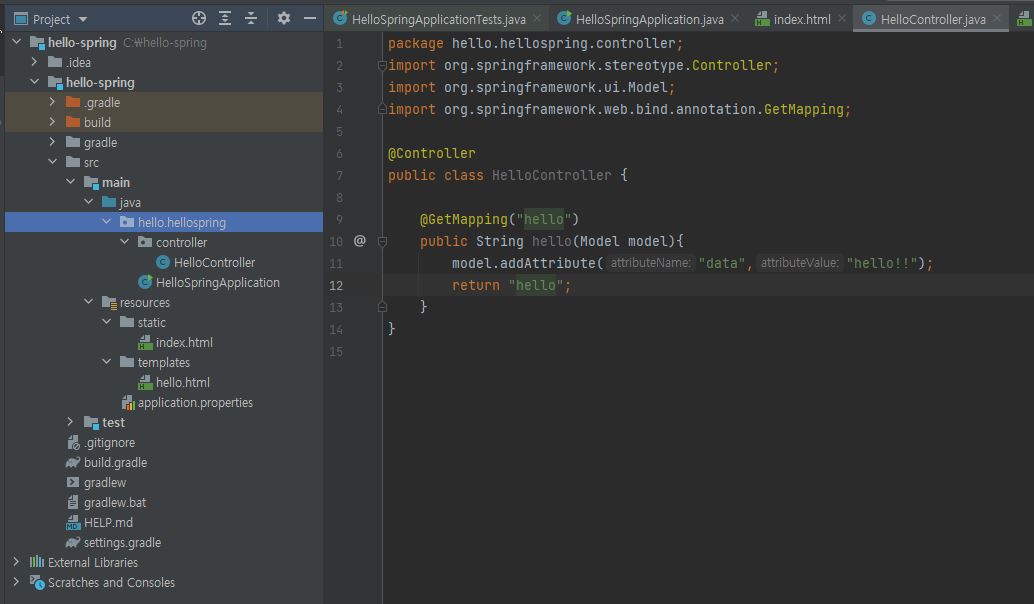 Project
hello-spring C:₩hello-spring
.idea
hello-spring
.gradle
build
gradle
src
main
java
hello.hellospring
controller
HelloController
HelloSpringApplication
resources
static
index.html
templates
hello.html
application.properties
test
.gitignore
build.gradle
gradlew
gradlew.bat
HELP.md
settings.gradle
External Libraries
Scratches and Consoles
HelloSpringApplicationTests.java HelloSpringApplication.java index.html HelloController.java
1 package hello.hellospring.controller;
2 import org.springframework.stereotype.Controller;
3 import org.springframework.ui.Model;
4 import org.springframework.web.bind.annotation.GetMapping;
5
6 @Controller
7 public class HelloController {
8
9 @GetMapping("hello")
10 @ public String hello(Model model){
11 model.addAttribute( attributeName: "data", attributeValue: "hello!!");
12 return "hello";
13 }
14 }
15